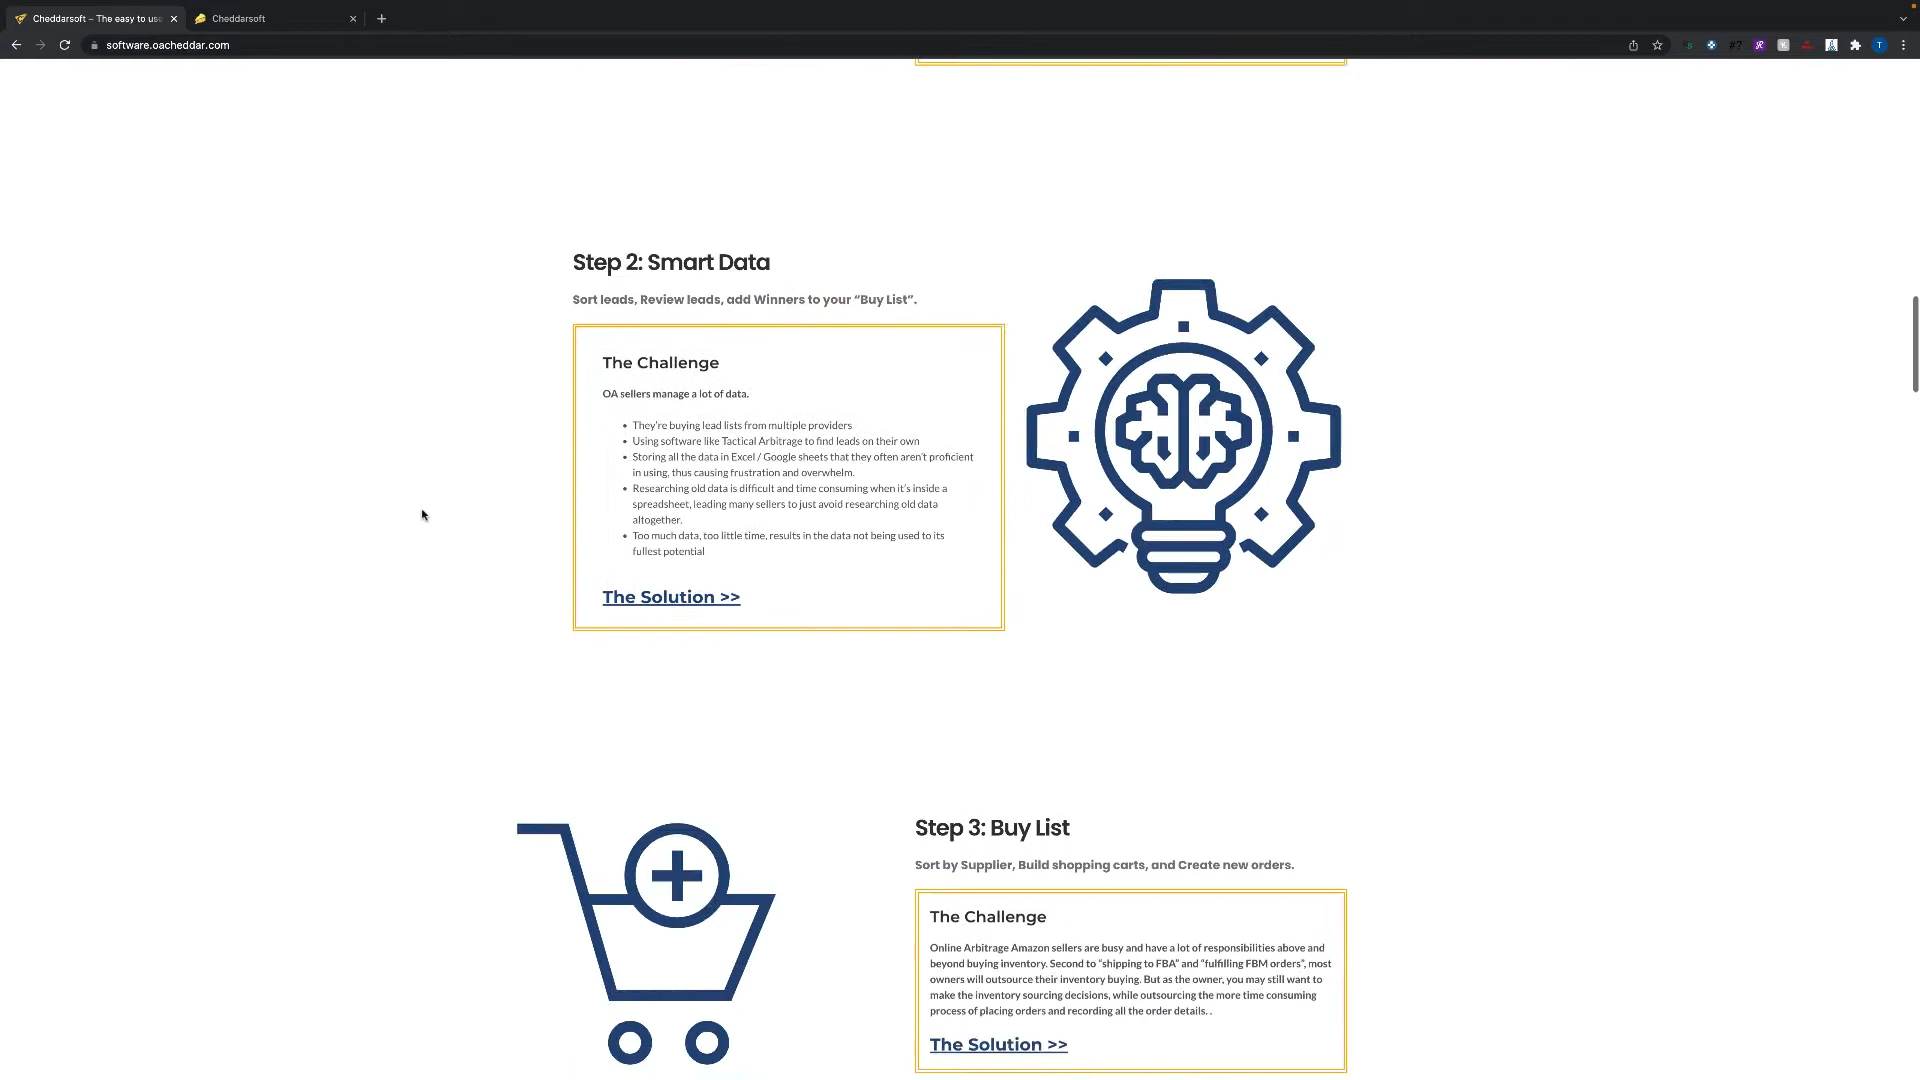 Cheddarsoft – The easy to use
Cheddarsoft
software.oacheddar.com
T
Step 2: Smart Data
Sort leads, Review leads, add Winners to your “Buy List”.
The Challenge
OA sellers manage a lot of data.
• They’re buying lead lists from multiple providers
• Using software like Tactical Arbitrage to find leads on their own
• Storing all the data in Excel / Google sheets that they often aren’t proficient
in using, thus causing frustration and overwhelm.
• Researching old data is difficult and time consuming when it’s inside a
spreadsheet, leading many sellers to just avoid researching old data
altogether.
• Too much data, too little time, results in the data not being used to its
fullest potential
The Solution >>
Step 3: Buy List
Sort by Supplier, Build shopping carts, and Create new orders.
The Challenge
Online Arbitrage Amazon sellers are busy and have a lot of responsibilities above and
beyond buying inventory. Second to “shipping to FBA” and “fulfilling FBM orders”, most
owners will outsource their inventory buying. But as the owner, you may still want to
make the inventory sourcing decisions, while outsourcing the more time consuming
process of placing orders and recording all the order details. .
The Solution >>